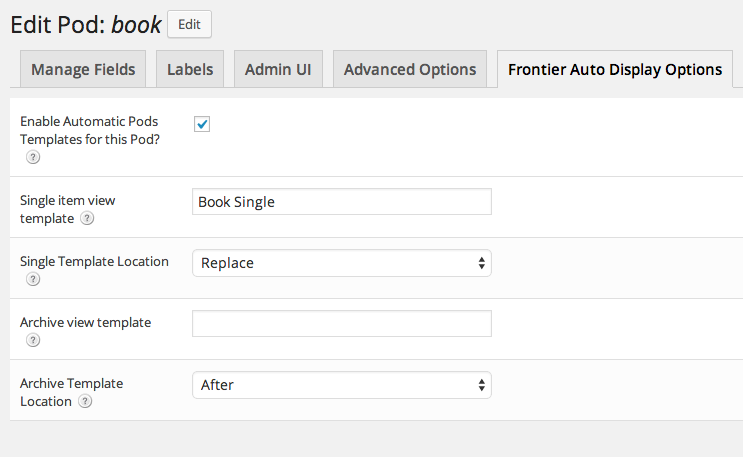 Edit Pod: book Edit
Manage Fields Labels Admin UI Advanced Options Frontier Auto Display Options
Enable Automatic Pods
Templates for this Pod?
?
Single item view
template ? Book Single
Single Template Location Replace
?
Archive view template
?
Archive Template
Location ? After